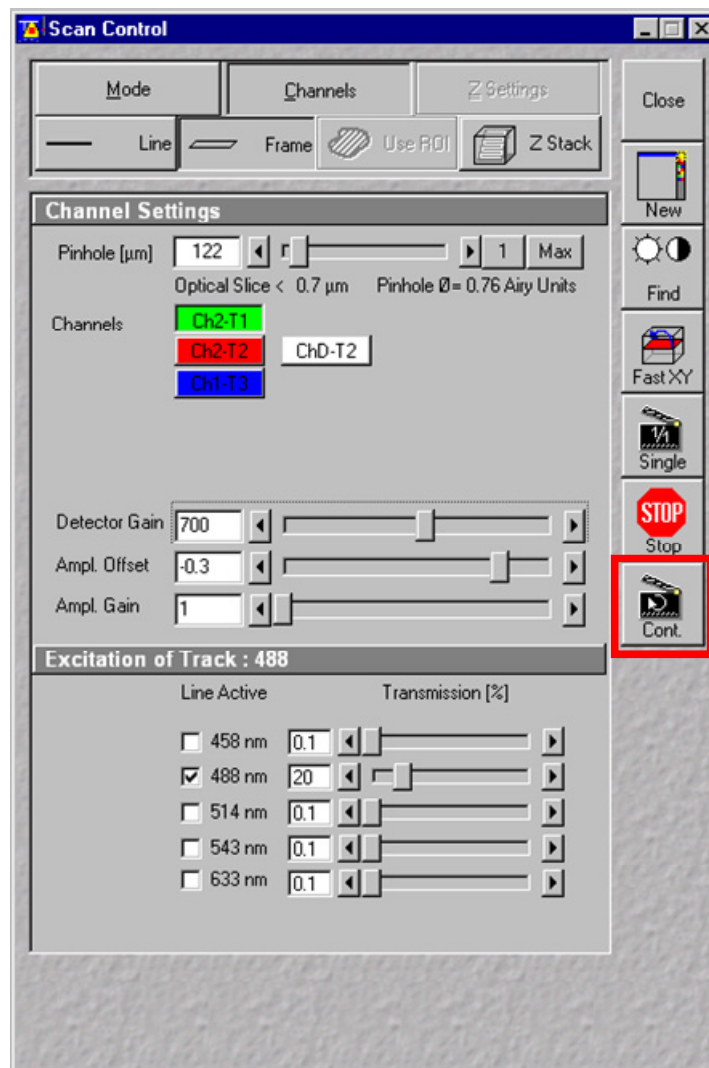 Scan Control
Mode Channels Z Settings
Line Frame Use ROI Z Stack
Close
New
Find
Fast XY
1/1
Single
STOP
Stop
Cont.
Channel Settings
Pinhole [µm] 122 1 Max
Optical Slice < 0.7 µm Pinhole Ø= 0.76 Airy Units
Channels Ch2-T1
Ch2-T2 ChD-T2
Ch1-T3
Detector Gain 700
Ampl. Offset -0.3
Ampl. Gain 1
Excitation of Track : 488
Line Active Transmission [%]
458 nm 0.1
488 nm 20
514 nm 0.1
543 nm 0.1
633 nm 0.1